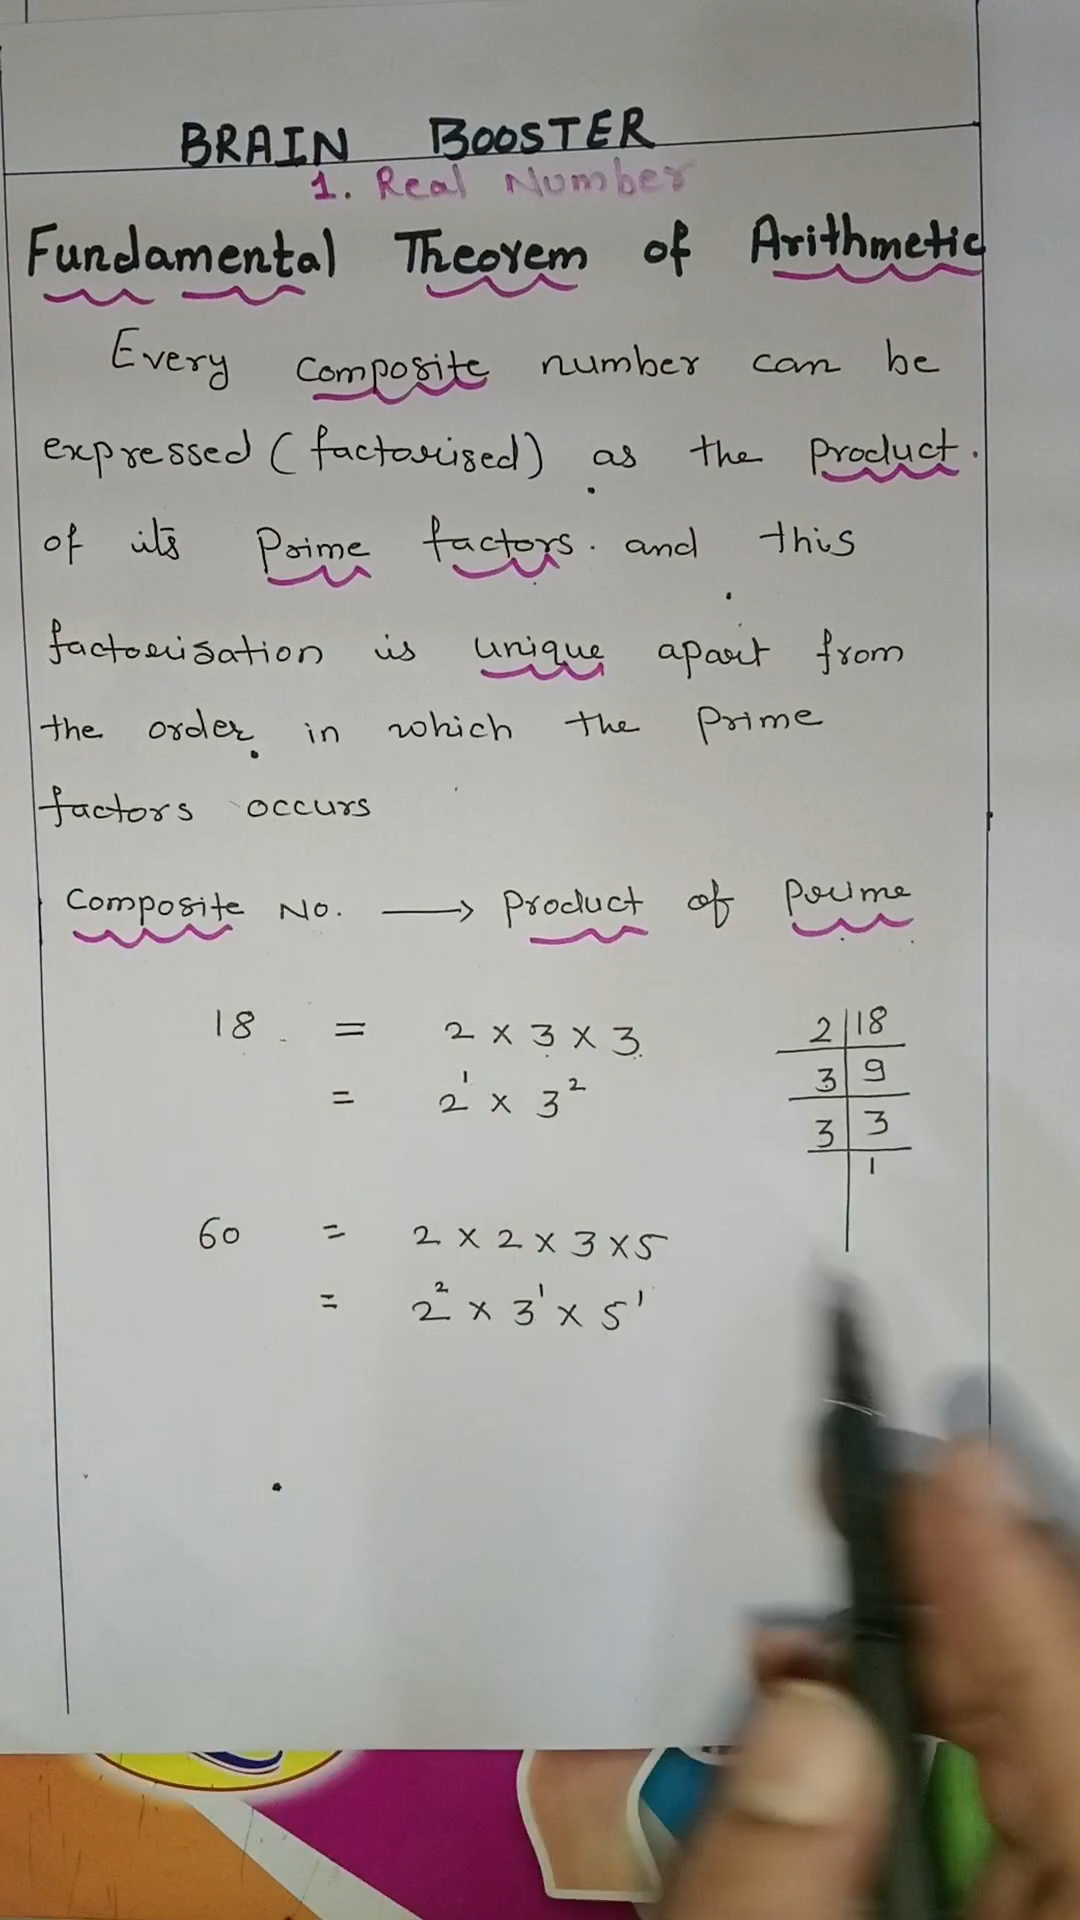 BRAIN BOOSTER
1. Real Number
Fundamental Theorem of Arithmetic
Every composite number can be
expressed (factorised) as the product.
of its Prime factors. and this
factorisation is unique apart from
the order in which the prime
factors occurs
Composite No. → Product of Prime
18 = 2 × 3 × 3
= 2¹ × 3²
2 | 18
3 | 9
3 | 3
1
60 = 2 × 2 × 3 × 5
= 2² × 3¹ × 5¹